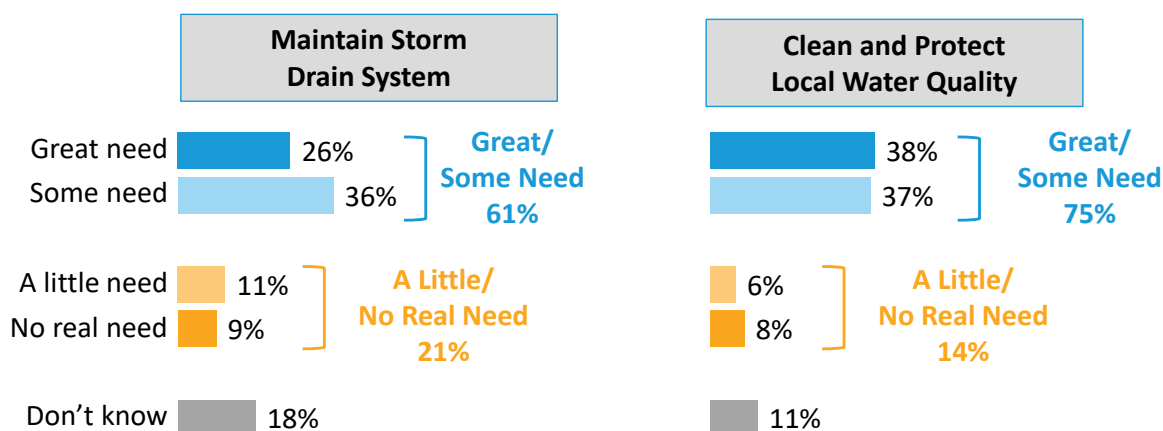 Maintain Storm
Drain System
Clean and Protect
Local Water Quality
Great need
26%
Some need
36%
Great/
Some Need
61%
38%
37%
Great/
Some Need
75%
A little need
11%
No real need
9%
A Little/
No Real Need
21%
6%
8%
A Little/
No Real Need
14%
Don’t know
18%
11%